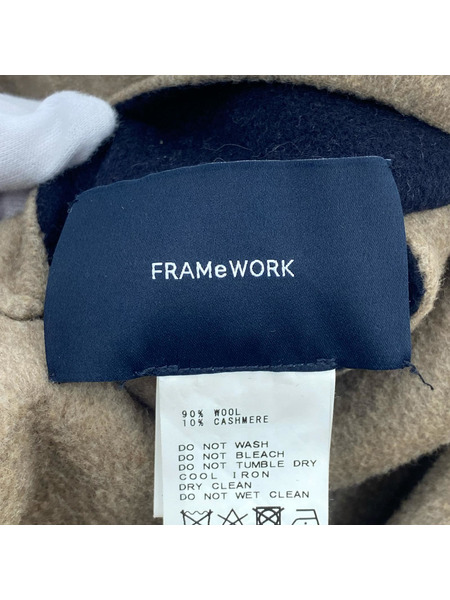 FRAMeWORK
90% WOOL
10% CASHMERE
DO NOT WASH
DO NOT BLEACH
DO NOT TUMBLE DRY
COOL IRON
DRY CLEAN
DO NOT WET CLEAN